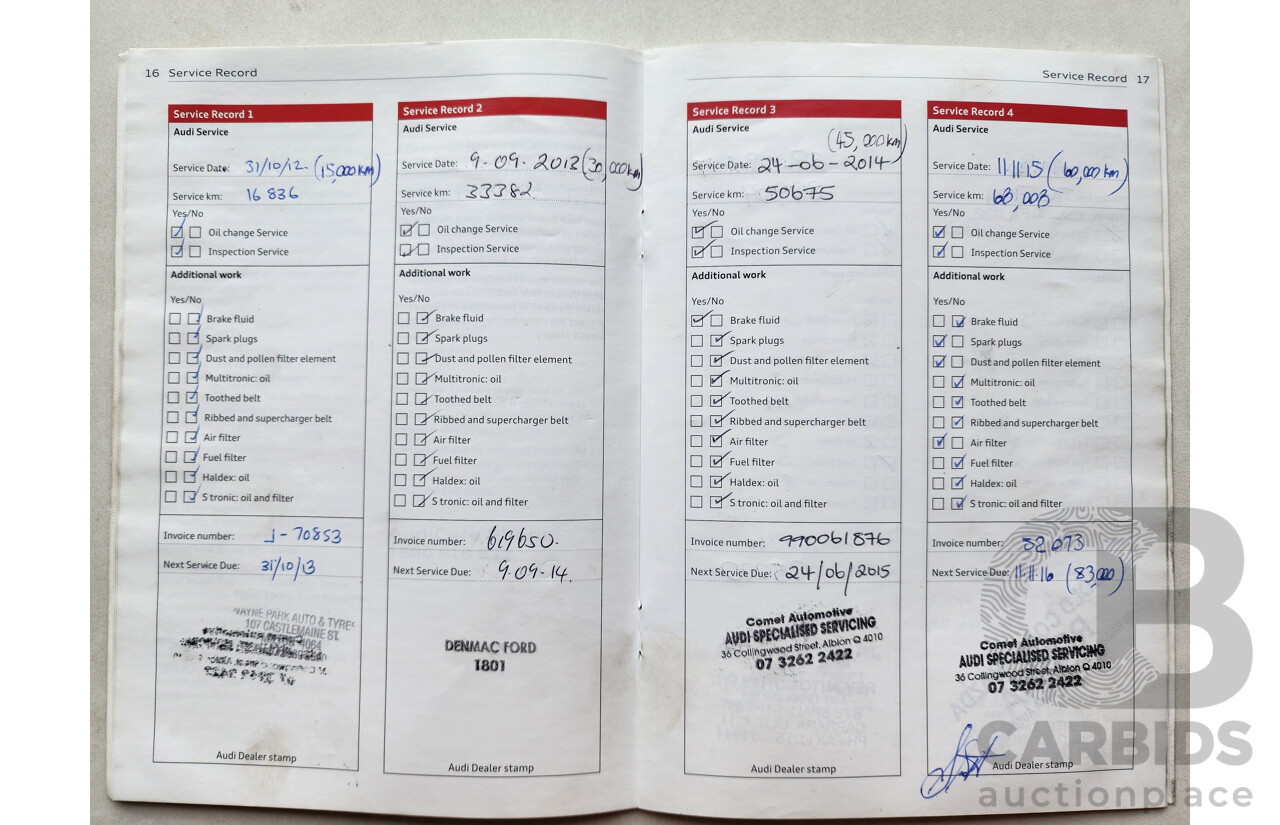 16 Service Record
Service Record 1
Audi Service
Service Date: 31/10/12. (15,000km)
Service km: 16 836
Yes/No
Oil change Service
Inspection Service
Additional work
Yes/No
Brake fluid
Spark plugs
Dust and pollen filter element
Multitronic: oil
Toothed belt
Ribbed and supercharger belt
Air filter
Fuel filter
Haldex: oil
S tronic: oil and filter
Invoice number: J-70853
Next Service Due: 31/10/13
WAYNE PARK AUTO & TYRES
107 CASTLEMAINE ST.
Audi Dealer stamp
Service Record 2
Audi Service
Service Date: 9-09.2013 (30,000km)
Service km: 33382.
Yes/No
Oil change Service
Inspection Service
Additional work
Yes/No
Brake fluid
Spark plugs
Dust and pollen filter element
Multitronic: oil
Toothed belt
Ribbed and supercharger belt
Air filter
Fuel filter
Haldex: oil
S tronic: oil and filter
Invoice number: 619650.
Next Service Due: 9.09-14.
DENMAC FORD
1801
Audi Dealer stamp
Service Record 17
Service Record 3
Audi Service
(45,000km)
Service Date: 24-06-2014
Service km: 50675
Yes/No
Oil change Service
Inspection Service
Additional work
Yes/No
Brake fluid
Spark plugs
Dust and pollen filter element
Multitronic: oil
Toothed belt
Ribbed and supercharger belt
Air filter
Fuel filter
Haldex: oil
S tronic: oil and filter
Invoice number: 990061876
Next Service Due: 24/06/2015
Comet Automotive
AUDI SPECIALISED SERVICING
36 Collingwood Street, Albion Q 4010
07 3262 2422
Audi Dealer stamp
Service Record 4
Audi Service
Service Date: 11.11.15 (60,000 km)
Service km: 68,008
Yes/No
Oil change Service
Inspection Service
Additional work
Yes/No
Brake fluid
Spark plugs
Dust and pollen filter element
Multitronic: oil
Toothed belt
Ribbed and supercharger belt
Air filter
Fuel filter
Haldex: oil
S tronic: oil and filter
Invoice number: 52073
Next Service Due: 11.11.16 (83,000)
Comet Automotive
AUDI SPECIALISED SERVICING
36 Collingwood Street, Albion Q 4010
07 3262 2422
Audi Dealer stamp
CARBIDS
auctionplace